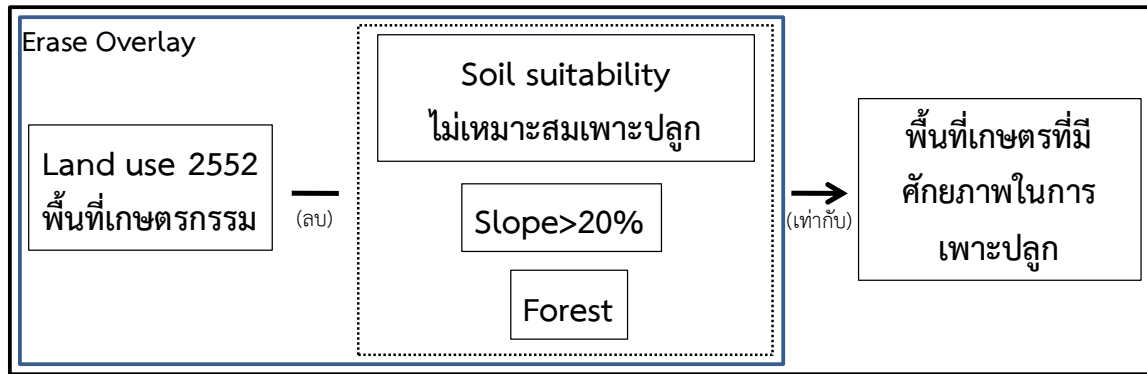 Erase Overlay
Land use 2552
พื้นที่เกษตรกรรม
(ลบ)
Soil suitability
ไม่เหมาะสมเพาะปลูก
Slope>20%
Forest
(เท่ากับ)
พื้นที่เกษตรที่มี
ศักยภาพในการ
เพาะปลูก